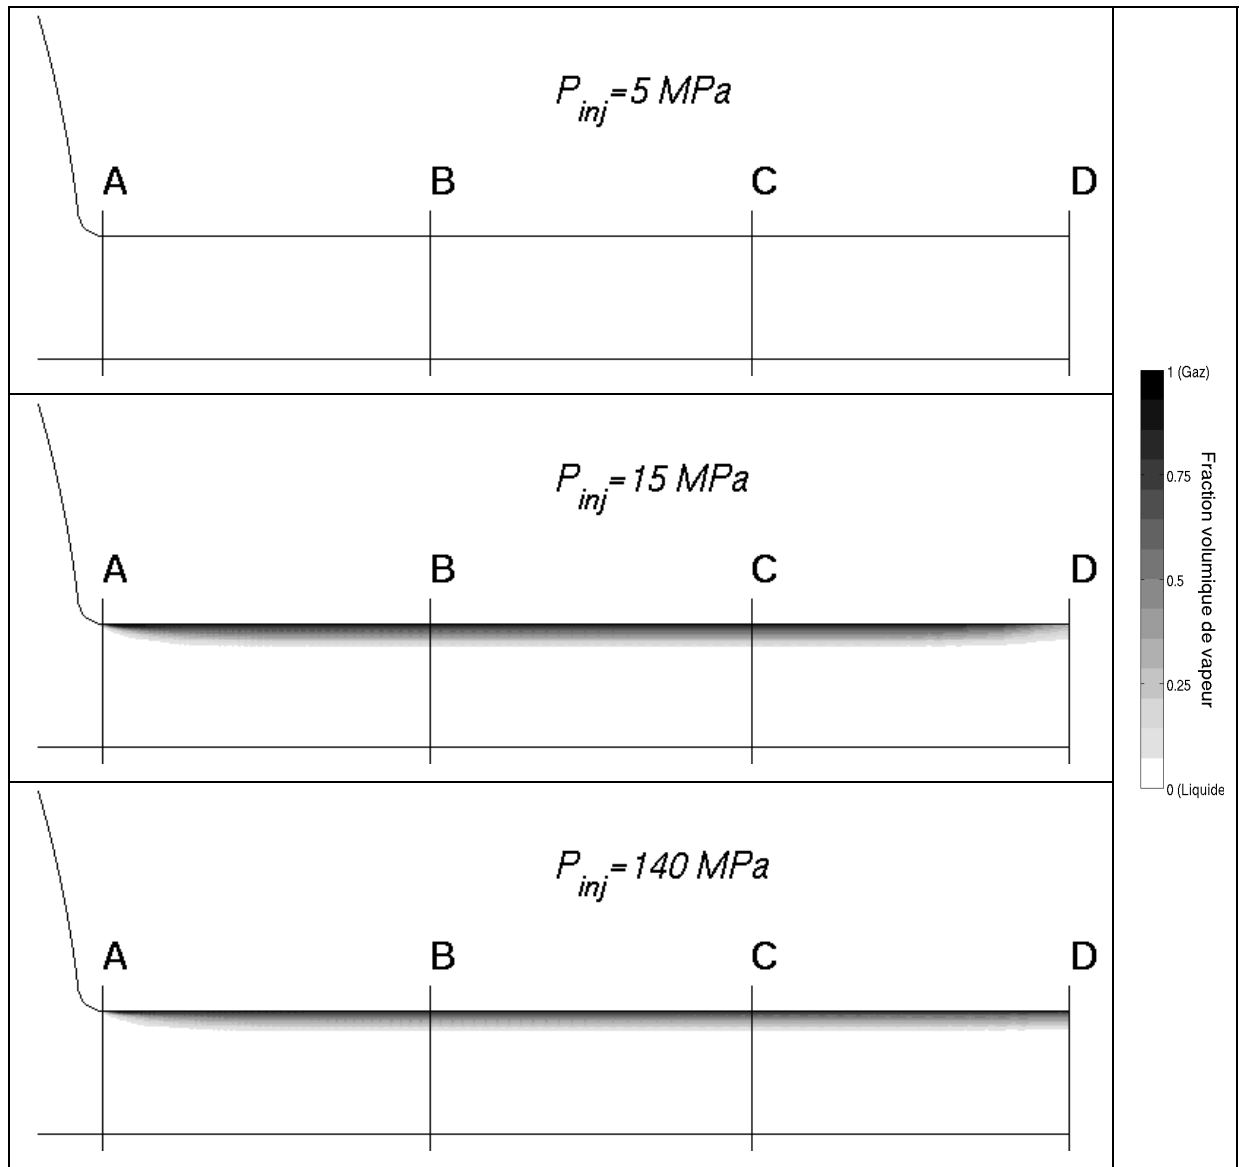 P_inj=5 MPa
A B C D
P_inj=15 MPa
A B C D
P_inj=140 MPa
A B C D
1 (Gaz)
0.75
0.5
0.25
0 (Liquide
Fraction volumique de vapeur